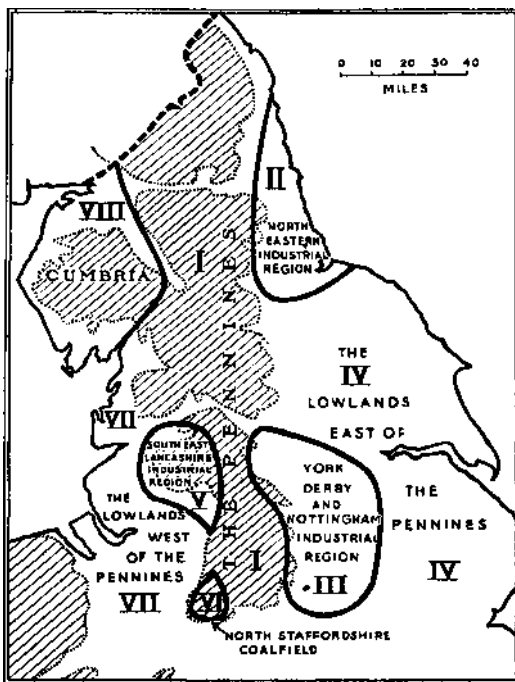 0 10 20 30 40
MILES
II
VIII
NORTH
EASTERN
INDUSTRIAL
REGION
I
CUMBRIA
THE PENNINES
THE
IV
LOWLANDS
EAST OF
VII
SOUTH EAST
LANCASHIRE
INDUSTRIAL
REGION
V
YORK
DERBY
AND
NOTTINGHAM
INDUSTRIAL
REGION
III
THE
PENNINES
IV
THE
LOWLANDS
WEST
OF THE
PENNINES
VII
I
VI
NORTH STAFFORDSHIRE
COALFIELD